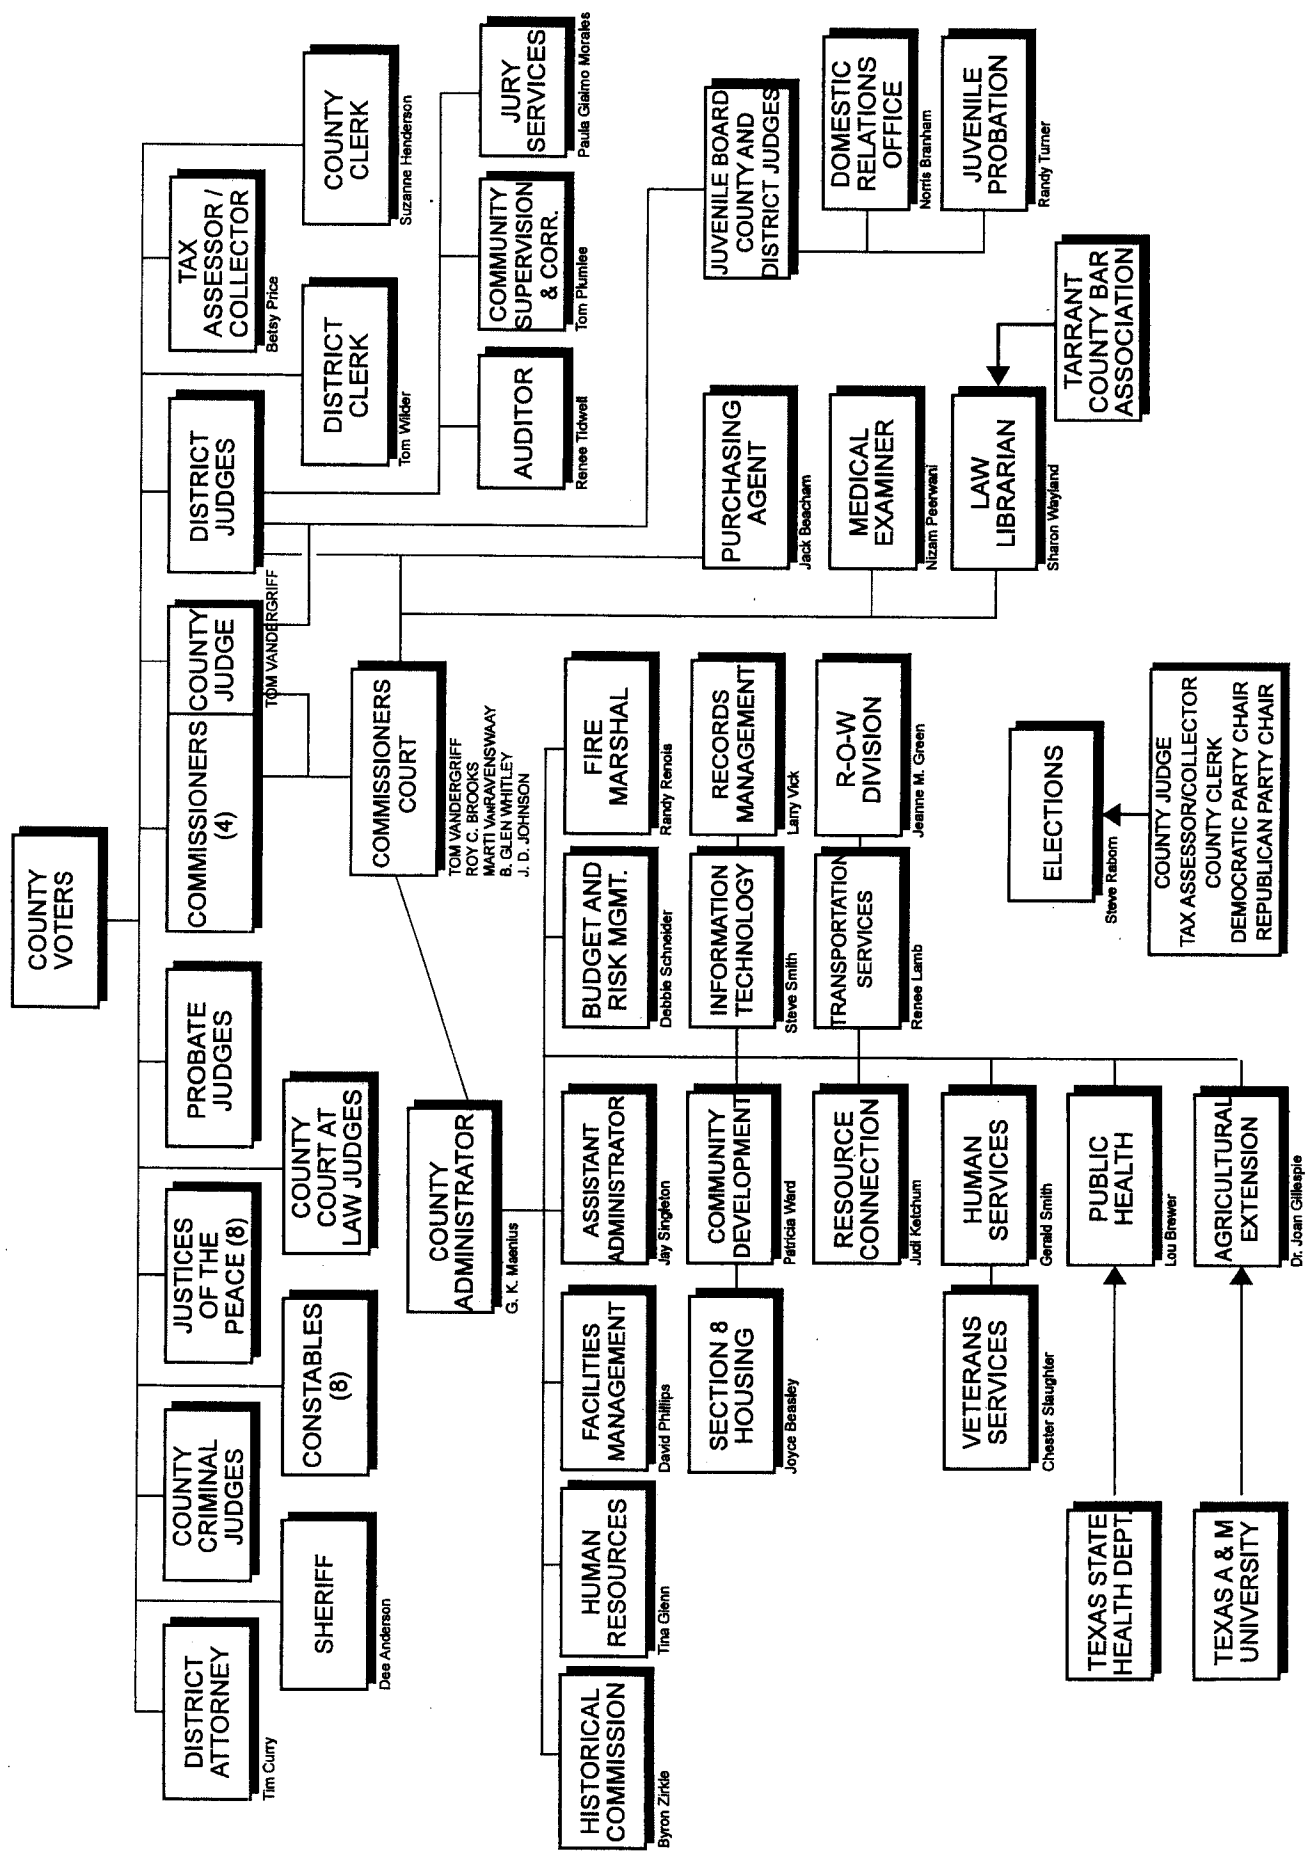 COUNTY
VOTERS
DISTRICT
ATTORNEY
Tim Curry
COUNTY
CRIMINAL
JUDGES
JUSTICES
OF THE
PEACE (8)
PROBATE
JUDGES
COMMISSIONERS
(4)
COUNTY
JUDGE
TOM VANDERGRIFF
DISTRICT
JUDGES
TAX
ASSESSOR /
COLLECTOR
Betsy Price
SHERIFF
Dee Anderson
CONSTABLES
(8)
COUNTY
COURT AT
LAW JUDGES
DISTRICT
CLERK
Tom Wilder
COUNTY
CLERK
Suzanne Henderson
COMMISSIONERS
COURT
TOM VANDERGRIFF
ROY C. BROOKS
MARTI VANRAVENSWAAY
B. GLEN WHITLEY
J. D. JOHNSON
COUNTY
ADMINISTRATOR
G. K. Maenius
AUDITOR
Renee Tidwell
COMMUNITY
SUPERVISION
& CORR.
Tom Plumlee
JURY
SERVICES
Paula Giaimo Morales
HISTORICAL
COMMISSION
Byron Zirkle
HUMAN
RESOURCES
Tina Glenn
FACILITIES
MANAGEMENT
David Phillips
ASSISTANT
ADMINISTRATOR
Jay Singleton
BUDGET AND
RISK MGMT.
Debbie Schneider
FIRE
MARSHAL
Randy Renois
SECTION 8
HOUSING
Joyce Beasley
COMMUNITY
DEVELOPMENT
Patricia Ward
INFORMATION
TECHNOLOGY
Steve Smith
RECORDS
MANAGEMENT
Larry Vick
PURCHASING
AGENT
Jack Beacham
JUVENILE BOARD
COUNTY AND
DISTRICT JUDGES
RESOURCE
CONNECTION
Judi Ketchum
TRANSPORTATION
SERVICES
Renee Lamb
R-O-W
DIVISION
Jeanne M. Green
MEDICAL
EXAMINER
Nizam Peerwani
DOMESTIC
RELATIONS
OFFICE
Norris Branham
VETERANS
SERVICES
Chester Slaughter
HUMAN
SERVICES
Gerald Smith
LAW
LIBRARIAN
Sharon Wayland
JUVENILE
PROBATION
Randy Turner
ELECTIONS
Steve Raborn
TEXAS STATE
HEALTH DEPT.
PUBLIC
HEALTH
Lou Brewer
TARRANT
COUNTY BAR
ASSOCIATION
TEXAS A & M
UNIVERSITY
AGRICULTURAL
EXTENSION
Dr. Joan Gillespie
COUNTY JUDGE
TAX ASSESSOR/COLLECTOR
COUNTY CLERK
DEMOCRATIC PARTY CHAIR
REPUBLICAN PARTY CHAIR